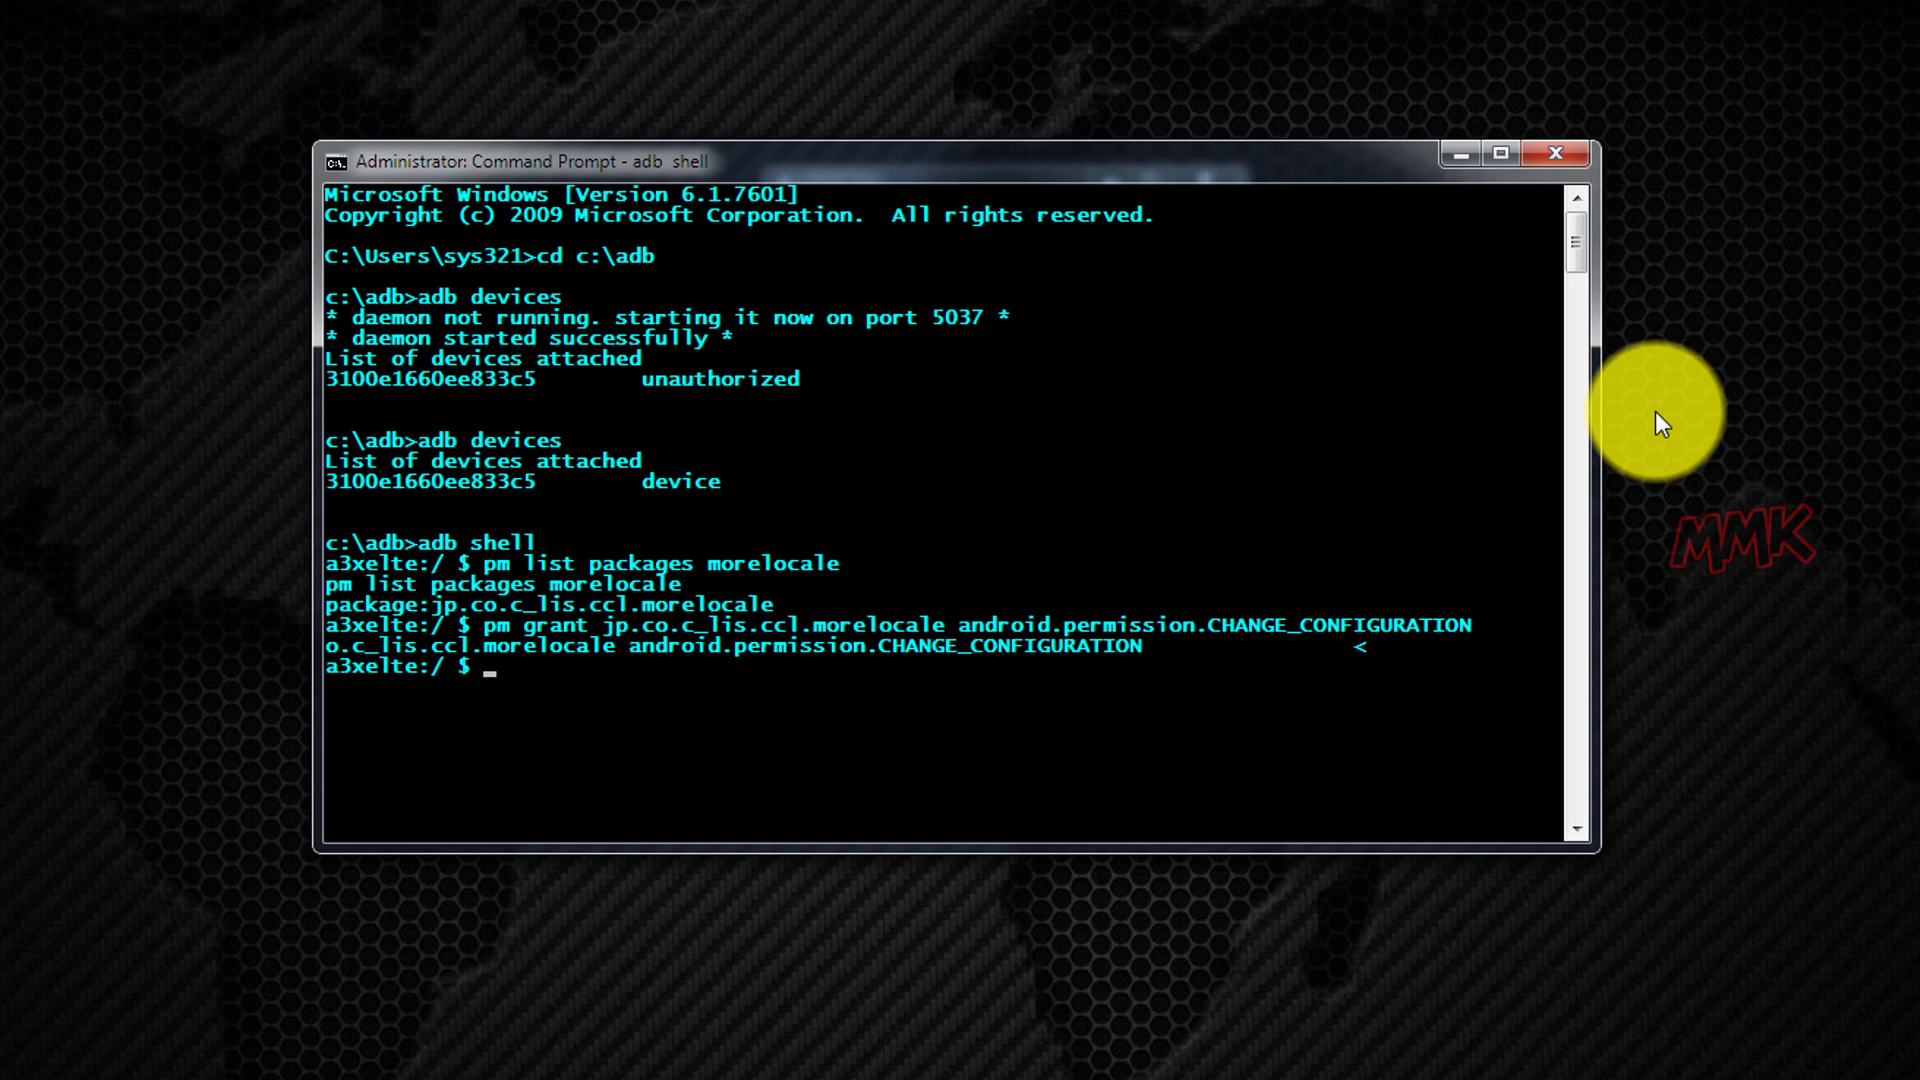 Administrator: Command Prompt - adb  shell
Microsoft Windows [Version 6.1.7601]
Copyright (c) 2009 Microsoft Corporation.  All rights reserved.
C:\Users\sys321>cd c:\adb
c:\adb>adb devices
* daemon not running. starting it now on port 5037 *
* daemon started successfully *
List of devices attached
3100e1660ee833c5        unauthorized
c:\adb>adb devices
List of devices attached
3100e1660ee833c5        device
c:\adb>adb shell
a3xelte:/ $ pm list packages morelocale
pm list packages morelocale
package:jp.co.c_lis.ccl.morelocale
a3xelte:/ $ pm grant jp.co.c_lis.ccl.morelocale android.permission.CHANGE_CONFIGURATION
o.c_lis.ccl.morelocale android.permission.CHANGE_CONFIGURATION                <
a3xelte:/ $
MMK